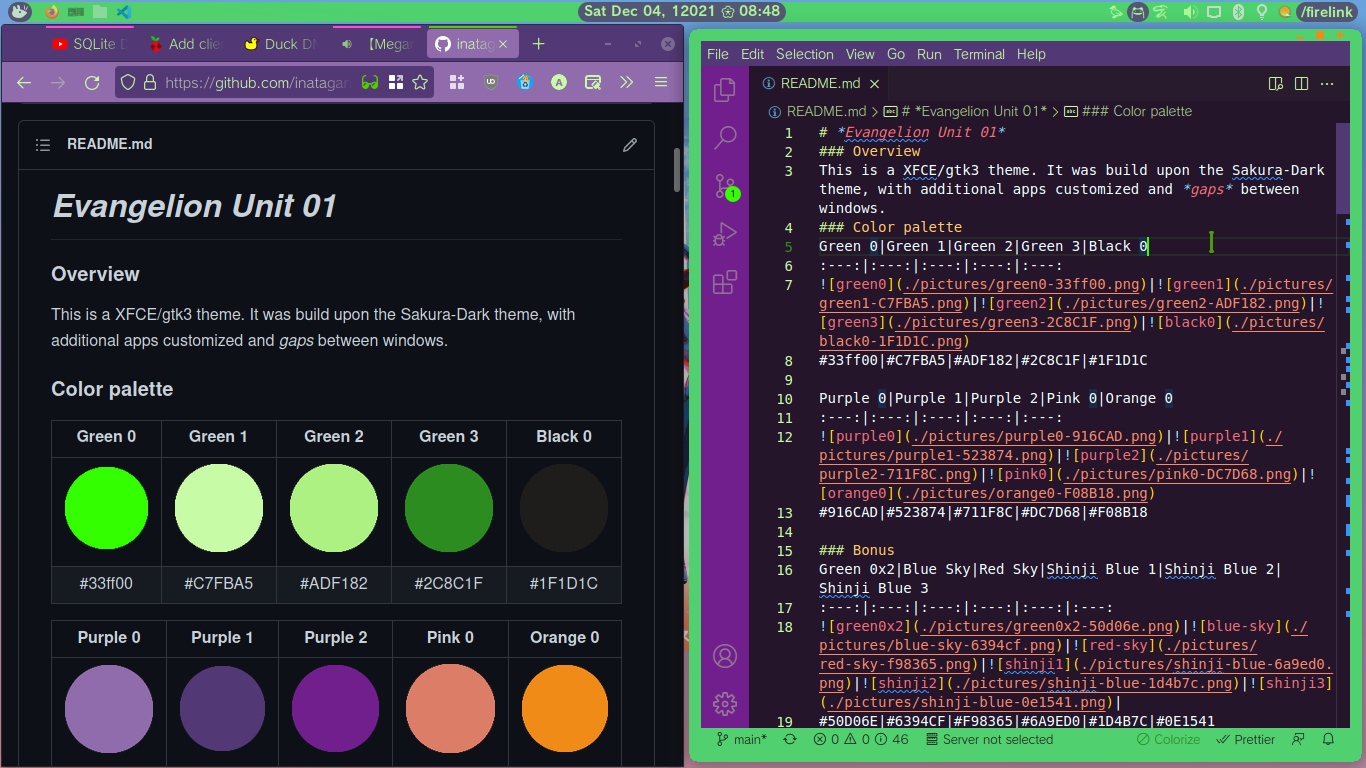 Sat Dec 04, 12021 08:48
/firelink
SQLite D
Add clie
Duck DN
【Megan
inatag
https://github.com/inatagan
README.md
Evangelion Unit 01
Overview
This is a XFCE/gtk3 theme. It was build upon the Sakura-Dark theme, with
additional apps customized and gaps between windows.
Color palette
Green 0 Green 1 Green 2 Green 3 Black 0
#33ff00 #C7FBA5 #ADF182 #2C8C1F #1F1D1C
Purple 0 Purple 1 Purple 2 Pink 0 Orange 0
File Edit Selection View Go Run Terminal Help
README.md
README.md > # *Evangelion Unit 01* > ### Color palette
1 # *Evangelion Unit 01*
2 ### Overview
3 This is a XFCE/gtk3 theme. It was build upon the Sakura-Dark
theme, with additional apps customized and *gaps* between
windows.
4 ### Color palette
5 Green 0|Green 1|Green 2|Green 3|Black 0
6 :---:|:---:|:---:|:---:|:---:
7 ![green0](./pictures/green0-33ff00.png)|![green1](./pictures/
green1-C7FBA5.png)|![green2](./pictures/green2-ADF182.png)|!
[green3](./pictures/green3-2C8C1F.png)|![black0](./pictures/
black0-1F1D1C.png)
8 #33ff00|#C7FBA5|#ADF182|#2C8C1F|#1F1D1C
9
10 Purple 0|Purple 1|Purple 2|Pink 0|Orange 0
11 :---:|:---:|:---:|:---:|:---:
12 ![purple0](./pictures/purple0-916CAD.png)|![purple1](./
pictures/purple1-523874.png)|![purple2](./pictures/
purple2-711F8C.png)|![pink0](./pictures/pink0-DC7D68.png)|!
[orange0](./pictures/orange0-F08B18.png)
13 #916CAD|#523874|#711F8C|#DC7D68|#F08B18
14
15 ### Bonus
16 Green 0x2|Blue Sky|Red Sky|Shinji Blue 1|Shinji Blue 2|
Shinji Blue 3
17 :---:|:---:|:---:|:---:|:---:|:---:
18 ![green0x2](./pictures/green0x2-50d06e.png)|![blue-sky](./
pictures/blue-sky-6394cf.png)|![red-sky](./pictures/
red-sky-f98365.png)|![shinji1](./pictures/shinji-blue-6a9ed0.
png)|![shinji2](./pictures/shinji-blue-1d4b7c.png)|![shinji3]
(./pictures/shinji-blue-0e1541.png)|
19 #50D06E|#6394CF|#F98365|#6A9ED0|#1D4B7C|#0E1541
1
main* 0 0 46 Server not selected Colorize Prettier